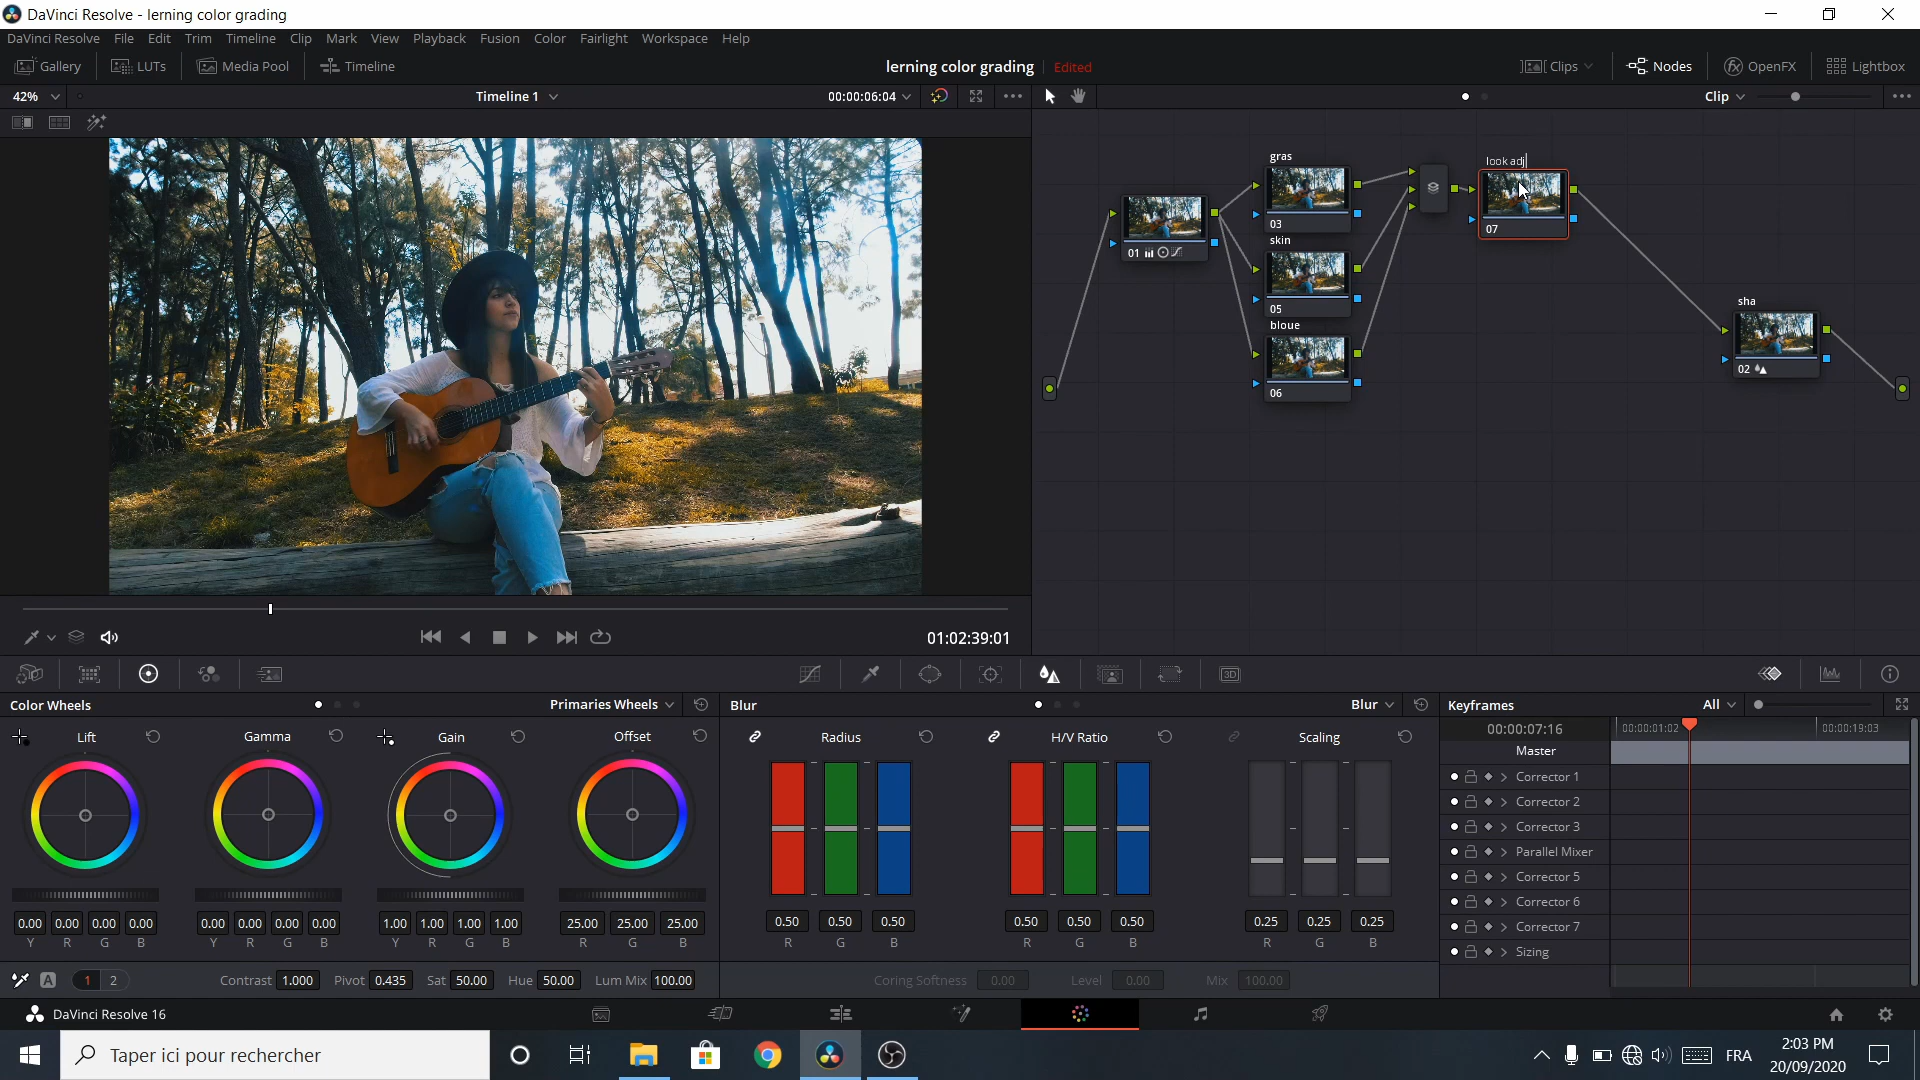 DaVinci Resolve - lerning color grading
DaVinci Resolve File Edit Trim Timeline Clip Mark View Playback Fusion Color Fairlight Workspace Help
Gallery LUTs Media Pool Timeline lerning color grading Edited Clips Nodes OpenFX Lightbox
42% Timeline 1 00:00:06:04 Clip
look adj
gras
07
03
01
skin
05
sha
bloue
02
06
01:02:39:01
Color Wheels Primaries Wheels Blur Blur Keyframes All
00:00:07:16 00:00:01:02 00:00:19:03
Lift Gamma Gain Offset Radius H/V Ratio Scaling
Master
Corrector 1
Corrector 2
Corrector 3
Parallel Mixer
Corrector 5
Corrector 6
Corrector 7
Sizing
0.00 0.00 0.00 0.00 0.00 0.00 0.00 0.00 1.00 1.00 1.00 1.00 25.00 25.00 25.00 0.50 0.50 0.50 0.50 0.50 0.50 0.25 0.25 0.25
Y R G B Y R G B Y R G B R G B R G B R G B R G B
A 1 2 Contrast 1.000 Pivot 0.435 Sat 50.00 Hue 50.00 Lum Mix 100.00 Coring Softness 0.00 Level 0.00 Mix 100.00
DaVinci Resolve 16
Taper ici pour rechercher
FRA
2:03 PM
20/09/2020
3D